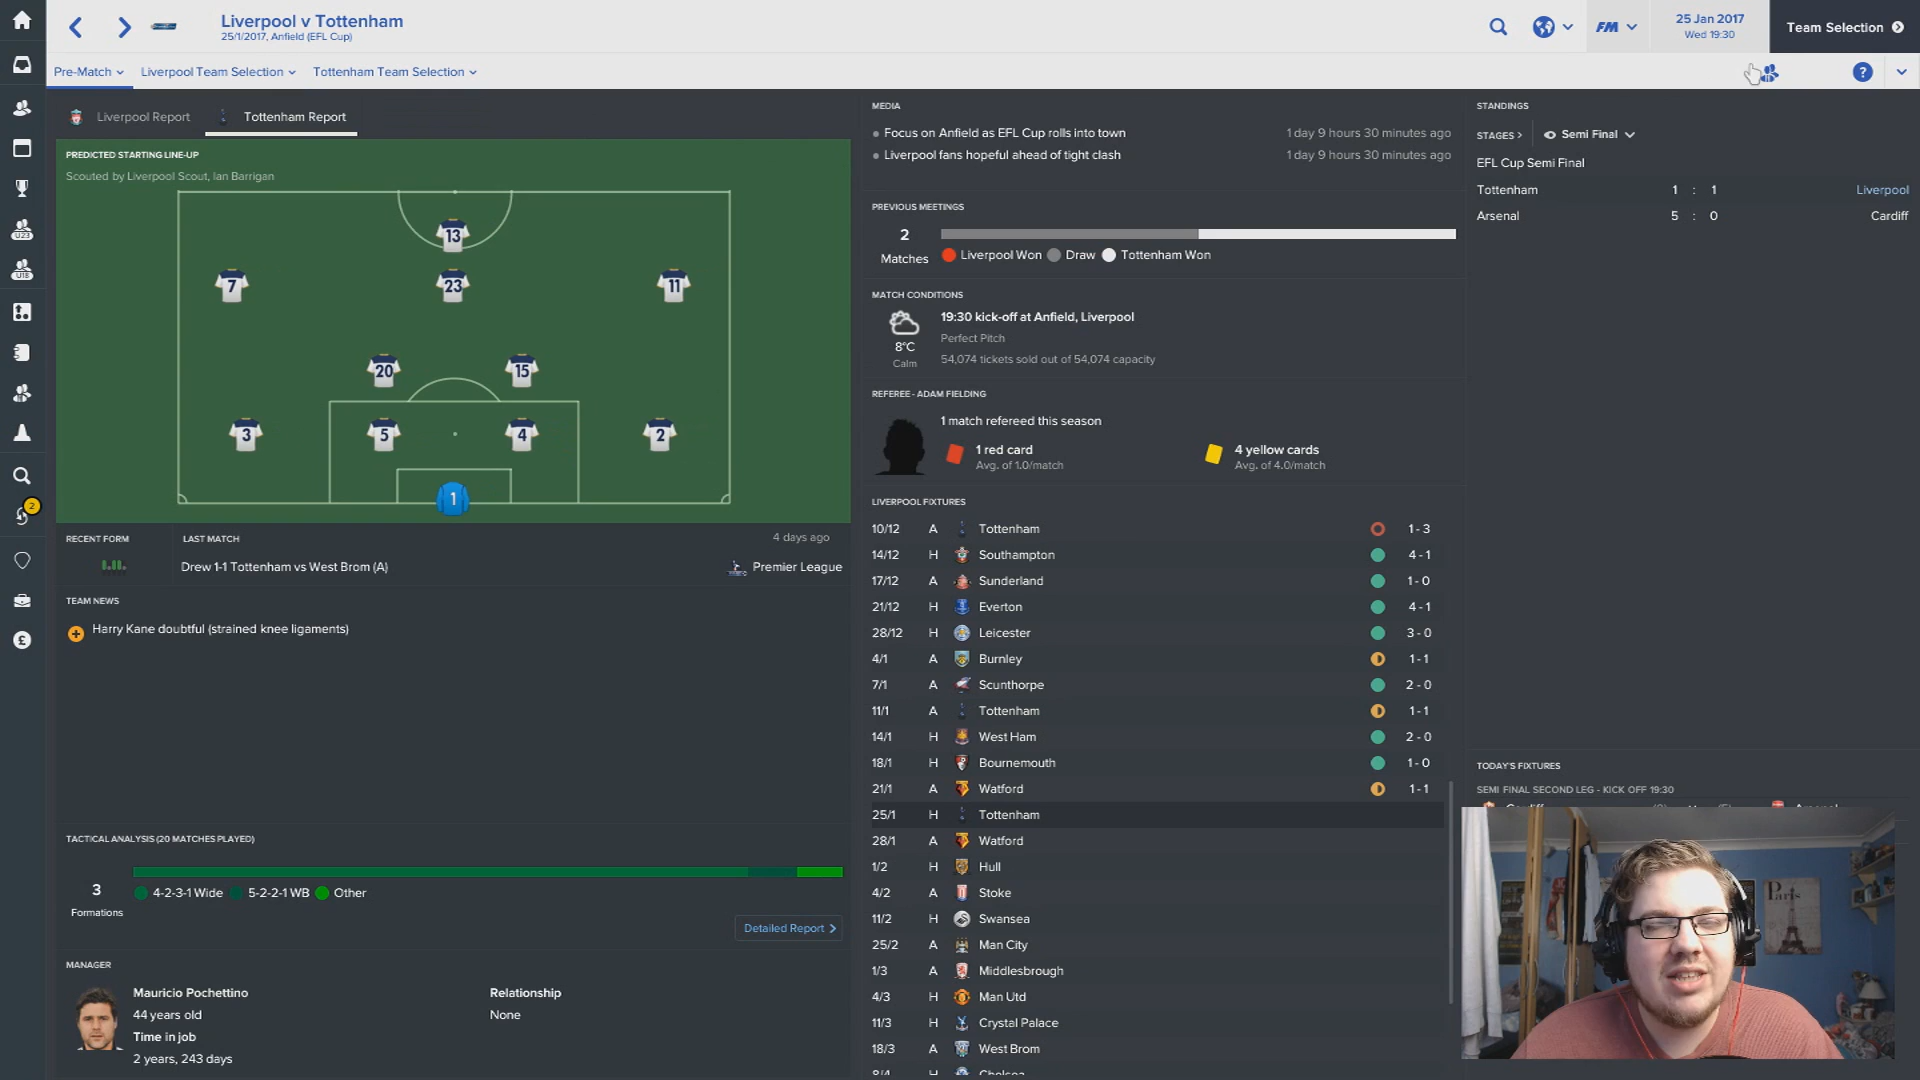 Liverpool v Tottenham
25/1/2017, Anfield (EFL Cup)
FM
25 Jan 2017
Wed 19:30
Team Selection
Pre-Match
Liverpool Team Selection
Tottenham Team Selection
?
U23
U18
2
Liverpool Report
Tottenham Report
PREDICTED STARTING LINE-UP
Scouted by Liverpool Scout, Ian Barrigan
13
7
23
11
20
15
3
5
4
2
1
RECENT FORM
LAST MATCH
4 days ago
Drew 1-1 Tottenham vs West Brom (A)
Premier League
TEAM NEWS
Harry Kane doubtful (strained knee ligaments)
TACTICAL ANALYSIS (20 MATCHES PLAYED)
3
Formations
4-2-3-1 Wide
5-2-2-1 WB
Other
Detailed Report
MANAGER
Mauricio Pochettino
44 years old
Time in job
2 years, 243 days
Relationship
None
MEDIA
Focus on Anfield as EFL Cup rolls into town
1 day 9 hours 30 minutes ago
Liverpool fans hopeful ahead of tight clash
1 day 9 hours 30 minutes ago
PREVIOUS MEETINGS
2
Matches
Liverpool Won
Draw
Tottenham Won
MATCH CONDITIONS
8°C
Calm
19:30 kick-off at Anfield, Liverpool
Perfect Pitch
54,074 tickets sold out of 54,074 capacity
REFEREE - ADAM FIELDING
1 match refereed this season
1 red card
Avg. of 1.0/match
4 yellow cards
Avg. of 4.0/match
LIVERPOOL FIXTURES
10/12 A Tottenham 1 - 3
14/12 H Southampton 4 - 1
17/12 A Sunderland 1 - 0
21/12 H Everton 4 - 1
28/12 H Leicester 3 - 0
4/1 A Burnley 1 - 1
7/1 A Scunthorpe 2 - 0
11/1 A Tottenham 1 - 1
14/1 H West Ham 2 - 0
18/1 H Bournemouth 1 - 0
21/1 A Watford 1 - 1
25/1 H Tottenham
28/1 A Watford
1/2 H Hull
4/2 A Stoke
11/2 H Swansea
25/2 A Man City
1/3 A Middlesbrough
4/3 H Man Utd
11/3 H Crystal Palace
18/3 A West Brom
8/4 H Chelsea
STANDINGS
STAGES
Semi Final
EFL Cup Semi Final
Tottenham 1 : 1 Liverpool
Arsenal 5 : 0 Cardiff
TODAY'S FIXTURES
SEMI FINAL SECOND LEG - KICK OFF 19:30
Cardiff (0) v (5) Arsenal
Paris